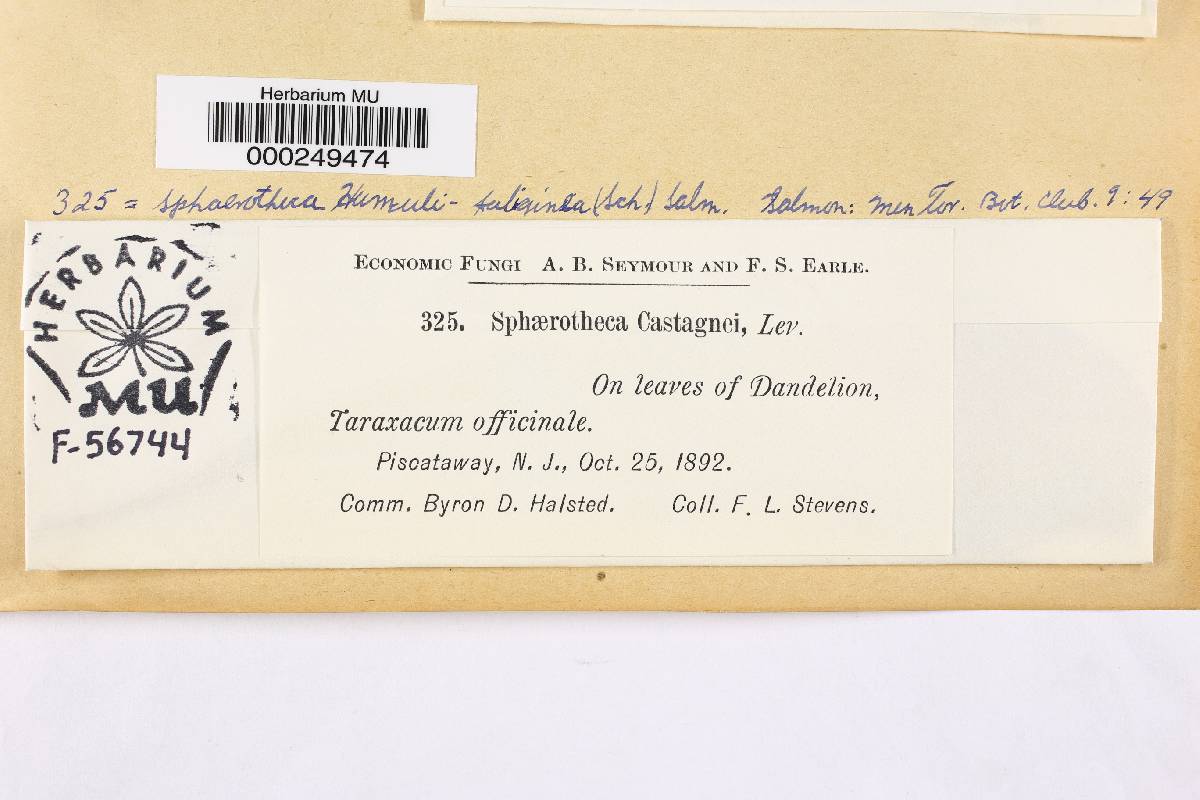 Herbarium MU
000249474
325 = Sphaerotheca Humuli - fuliginea (Sch) Salm. Salmon: Mem Tor. Bot. Club. 9:49
HERBARIUM
MU
F-56744
ECONOMIC FUNGI A. B. SEYMOUR AND F. S. EARLE.
325. Sphærotheca Castagnei, Lev.
On leaves of Dandelion,
Taraxacum officinale.
Piscataway, N. J., Oct. 25, 1892.
Comm. Byron D. Halsted. Coll. F. L. Stevens.